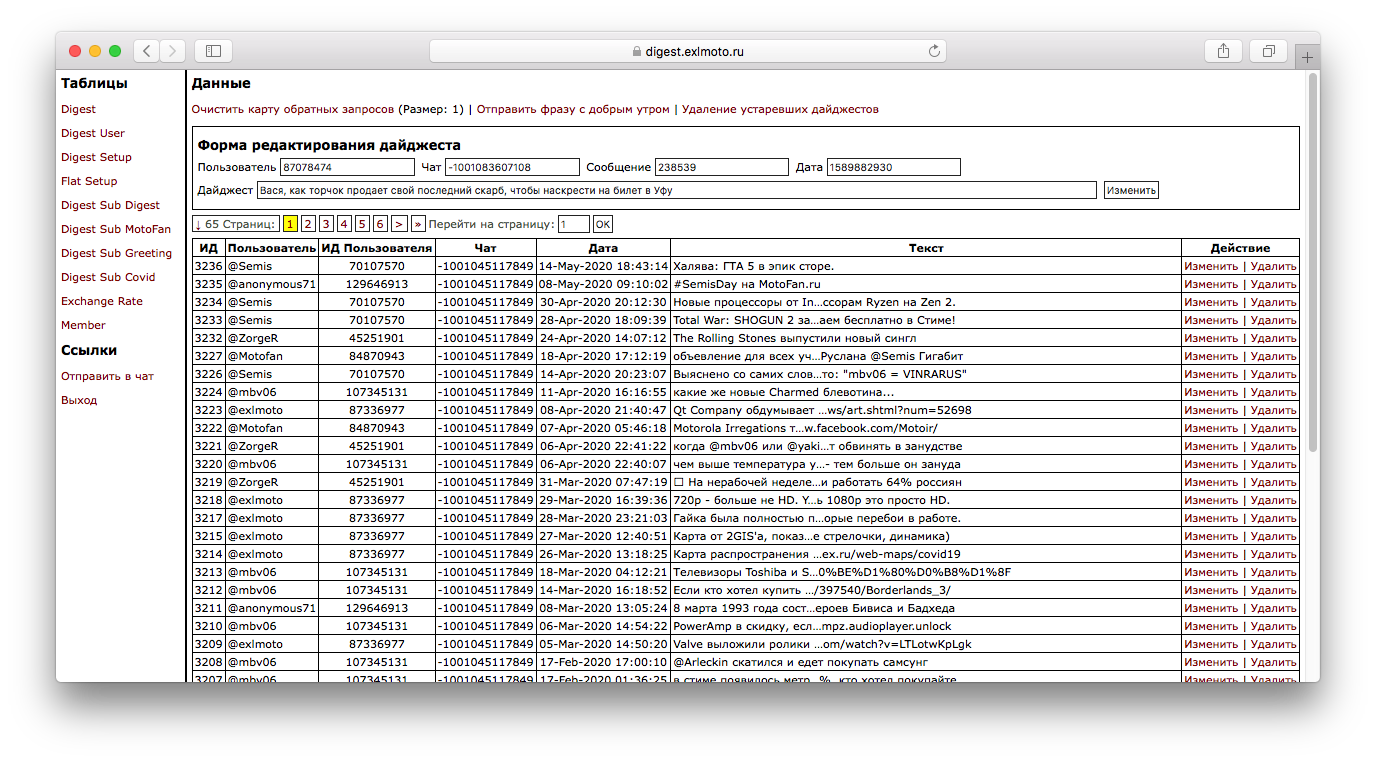 digest.exlmoto.ru
Таблицы
Digest
Digest User
Digest Setup
Flat Setup
Digest Sub Digest
Digest Sub MotoFan
Digest Sub Greeting
Digest Sub Covid
Exchange Rate
Member
Ссылки
Отправить в чат
Выход
Данные
Очистить карту обратных запросов (Размер: 1) | Отправить фразу с добрым утром | Удаление устаревших дайджестов
Форма редактирования дайджеста
Пользователь 87078474 Чат -1001083607108 Сообщение 238539 Дата 1589882930
Дайджест Вася, как торчок продает свой последний скарб, чтобы наскрести на билет в Уфу Изменить
↓ 65 Страниц: 1 2 3 4 5 6 > » Перейти на страницу: 1 OK
ИД Пользователь ИД Пользователя Чат Дата Текст Действие
3236 @Semis 70107570 -1001045117849 14-May-2020 18:43:14 Халява: ГТА 5 в эпик сторе. Изменить | Удалить
3235 @anonymous71 129646913 -1001045117849 08-May-2020 09:10:02 #SemisDay на MotoFan.ru Изменить | Удалить
3234 @Semis 70107570 -1001045117849 30-Apr-2020 20:12:30 Новые процессоры от In...ссорам Ryzen на Zen 2. Изменить | Удалить
3233 @Semis 70107570 -1001045117849 28-Apr-2020 18:09:39 Total War: SHOGUN 2 за...аем бесплатно в Стиме! Изменить | Удалить
3232 @ZorgeR 45251901 -1001045117849 24-Apr-2020 14:07:12 The Rolling Stones выпустили новый сингл Изменить | Удалить
3227 @Motofan 84870943 -1001045117849 18-Apr-2020 17:12:19 объевление для всех уч...Руслана @Semis Гигабит Изменить | Удалить
3226 @Semis 70107570 -1001045117849 14-Apr-2020 20:23:07 Выяснено со самих слов...то: "mbv06 = VINRARUS" Изменить | Удалить
3224 @mbv06 107345131 -1001045117849 11-Apr-2020 16:16:55 какие же новые Charmed блевотина... Изменить | Удалить
3223 @exlmoto 87336977 -1001045117849 08-Apr-2020 21:40:47 Qt Company обдумывает ...ws/art.shtml?num=52698 Изменить | Удалить
3222 @Motofan 84870943 -1001045117849 07-Apr-2020 05:46:18 Motorola Irregations т...w.facebook.com/Motoir/ Изменить | Удалить
3221 @ZorgeR 45251901 -1001045117849 06-Apr-2020 22:41:22 когда @mbv06 или @yaki...т обвинять в занудстве Изменить | Удалить
3220 @mbv06 107345131 -1001045117849 06-Apr-2020 22:40:07 чем выше температура у...- тем больше он зануда Изменить | Удалить
3219 @ZorgeR 45251901 -1001045117849 31-Mar-2020 07:47:19 □ На нерабочей неделе...и работать 64% россиян Изменить | Удалить
3218 @exlmoto 87336977 -1001045117849 29-Mar-2020 16:39:36 720p - больше не HD. Y...ь 1080p это просто HD. Изменить | Удалить
3217 @exlmoto 87336977 -1001045117849 28-Mar-2020 23:21:03 Гайка была полностью п...орые перебои в работе. Изменить | Удалить
3215 @exlmoto 87336977 -1001045117849 27-Mar-2020 12:40:51 Карта от 2GIS'а, показ...е стрелочки, динамика) Изменить | Удалить
3214 @exlmoto 87336977 -1001045117849 26-Mar-2020 13:18:25 Карта распространения ...ex.ru/web-maps/covid19 Изменить | Удалить
3213 @mbv06 107345131 -1001045117849 18-Mar-2020 04:12:21 Телевизоры Toshiba и S...0%BE%D1%80%D0%B8%D1%8F Изменить | Удалить
3212 @mbv06 107345131 -1001045117849 14-Mar-2020 16:18:52 Если кто хотел купить .../397540/Borderlands_3/ Изменить | Удалить
3211 @anonymous71 129646913 -1001045117849 08-Mar-2020 13:05:24 8 марта 1993 года сост...ероев Бивиса и Бадхеда Изменить | Удалить
3210 @mbv06 107345131 -1001045117849 06-Mar-2020 14:54:22 PowerAmp в скидку, есл...mpz.audioplayer.unlock Изменить | Удалить
3209 @exlmoto 87336977 -1001045117849 05-Mar-2020 14:50:20 Valve выложили ролики ...om/watch?v=LTLotwKpLgk Изменить | Удалить
3208 @mbv06 107345131 -1001045117849 17-Feb-2020 17:00:10 @Arleckin скатился и едет покупать самсунг Изменить | Удалить
3207 @mbv06 107345131 -1001045117849 17-Feb-2020 01:36:25 в стиме появилось метр...%, кто хотел покупайте Изменить | Удалить